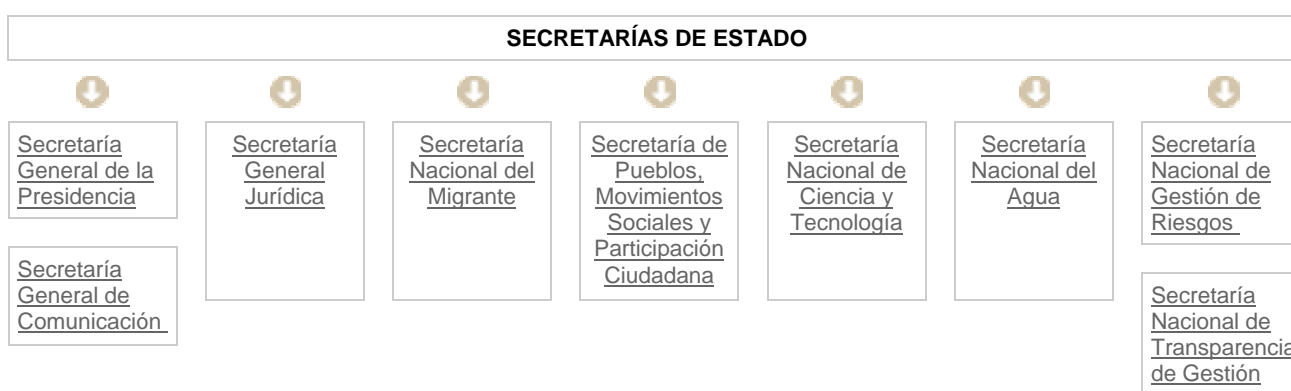 SECRETARÍAS DE ESTADO
Secretaría
General de la
Presidencia
Secretaría
General de
Comunicación
Secretaría
General
Jurídica
Secretaría
Nacional del
Migrante
Secretaría de
Pueblos,
Movimientos
Sociales y
Participación
Ciudadana
Secretaría
Nacional de
Ciencia y
Tecnología
Secretaría
Nacional del
Agua
Secretaría
Nacional de
Gestión de
Riesgos
Secretaría
Nacional de
Transparencia
de Gestión